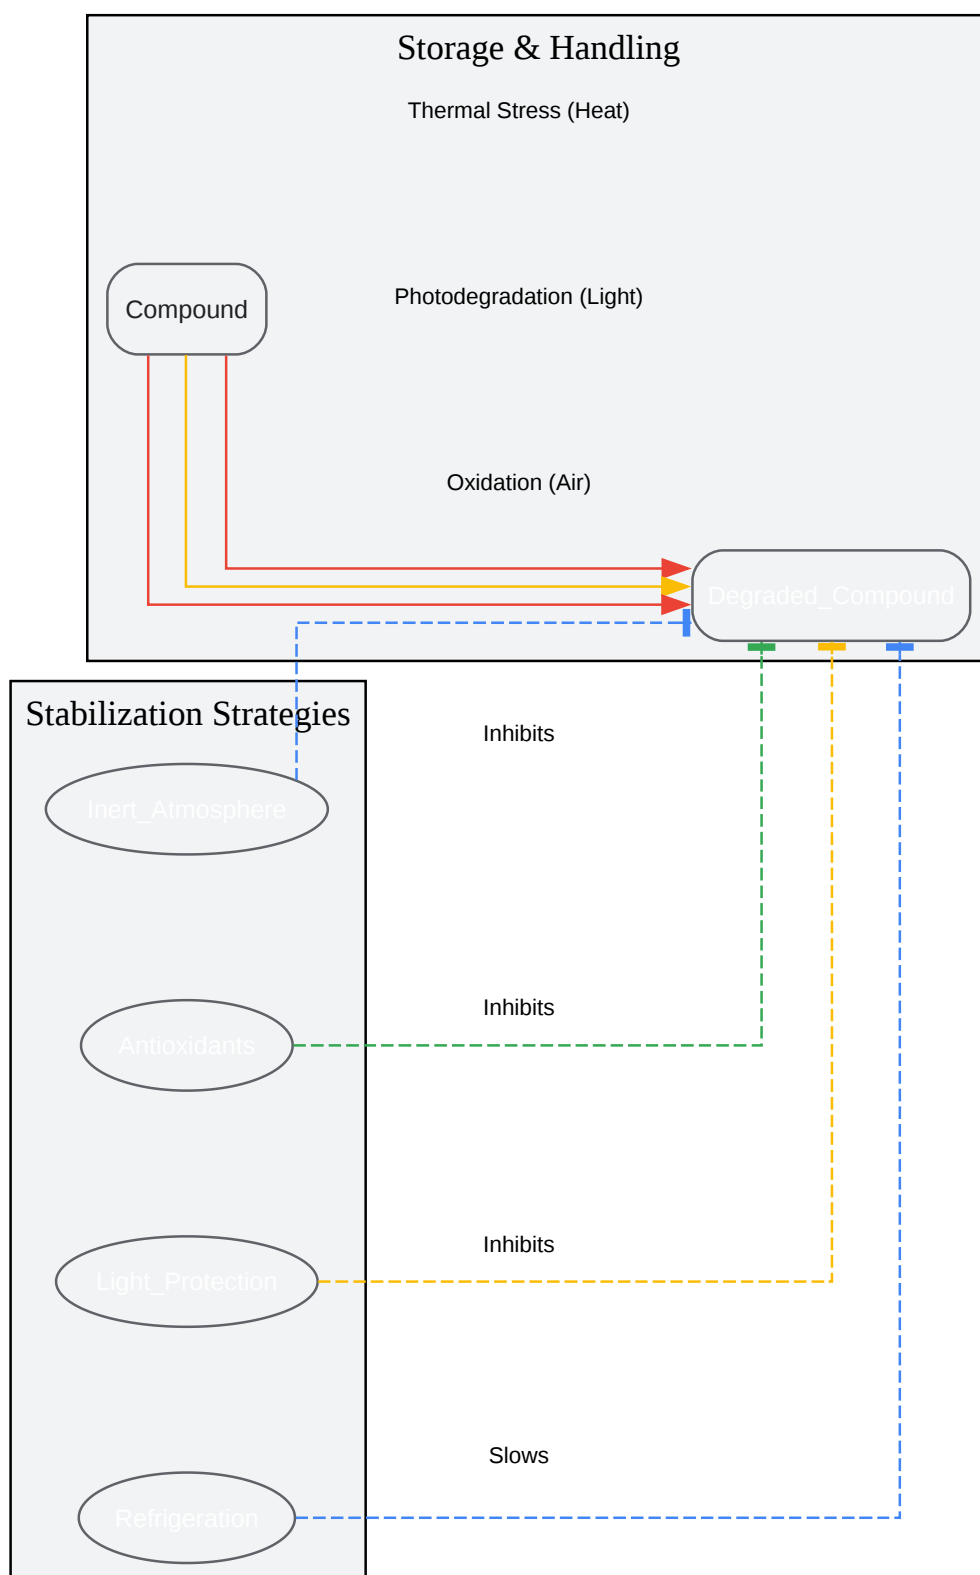 Storage & Handling
Thermal Stress (Heat)
Compound
Photodegradation (Light)
Oxidation (Air)
Degraded_Compound
Stabilization Strategies
Inhibits
Inert_Atmosphere
Inhibits
Antioxidants
Inhibits
Light_Protection
Slows
Refrigeration